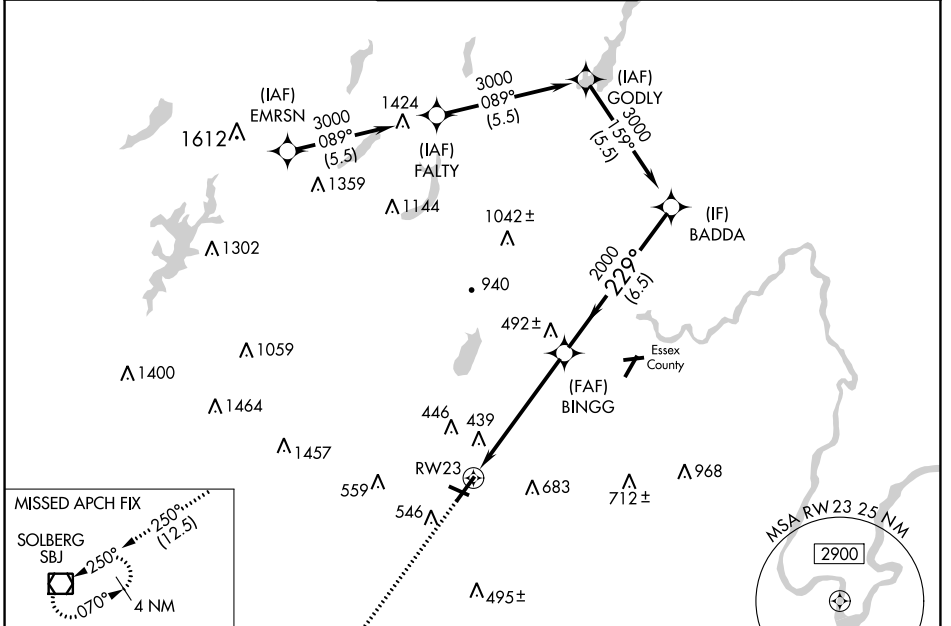 (IAF)
EMRSN
3000
089°
(5.5)
1424
(IAF)
FALTY
3000
089°
(5.5)
(IAF)
GODLY
3000
159°
(5.5)
(IF)
BADDA
2000
229°
(6.5)
1612
1359
1144
1302
1042±
940
492±
Essex
County
(FAF)
BINGG
1059
1400
1464
1457
446
439
RW23
559
546
683
712±
968
495±
MISSED APCH FIX
SOLBERG
SBJ
250°
(12.5)
250°
070°
4 NM
MSA RW23 25 NM
2900